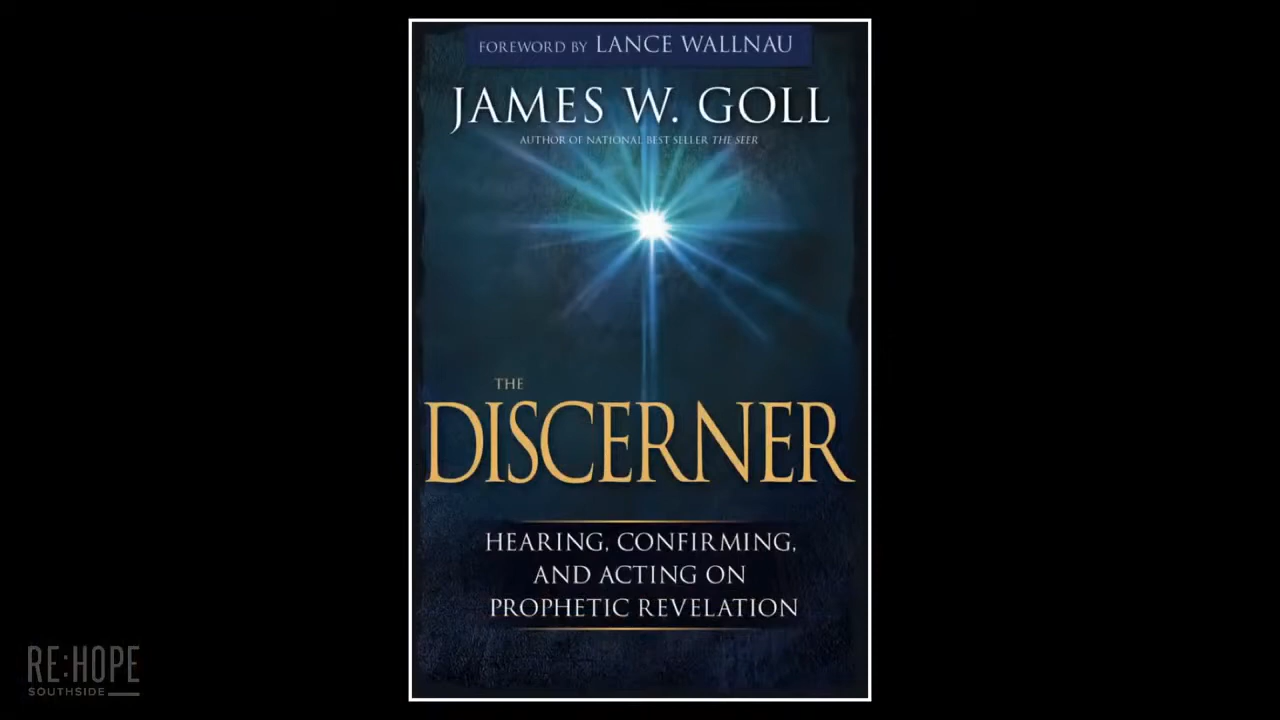 FOREWORD BY LANCE WALLNAU
JAMES W. GOLL
AUTHOR OF NATIONAL BEST SELLER THE SEER
THE
DISCERNER
HEARING, CONFIRMING,
AND ACTING ON
PROPHETIC REVELATION
RE:HOPE
SOUTHSIDE